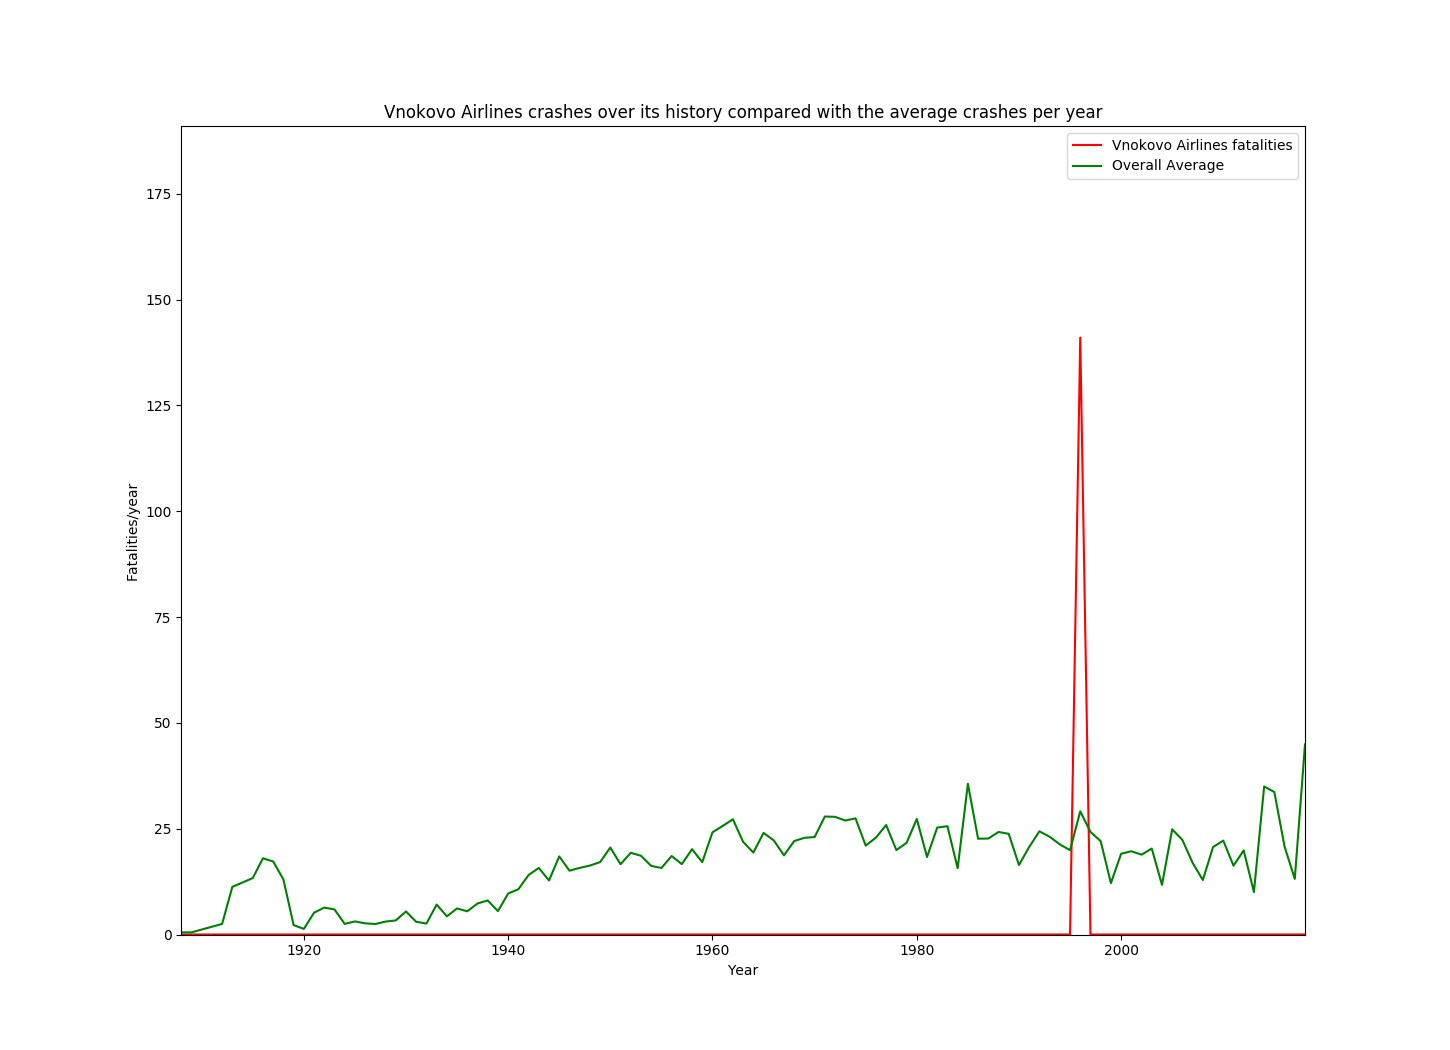 Vnokovo Airlines crashes over its history compared with the average crashes per year
Vnokovo Airlines fatalities
Overall Average
175
150
125
100
75
50
25
0
Fatalities/year
1920 1940 1960 1980 2000
Year